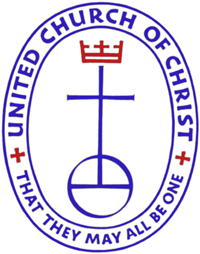 UNITED CHURCH OF CHRIST
THAT THEY MAY ALL BE ONE